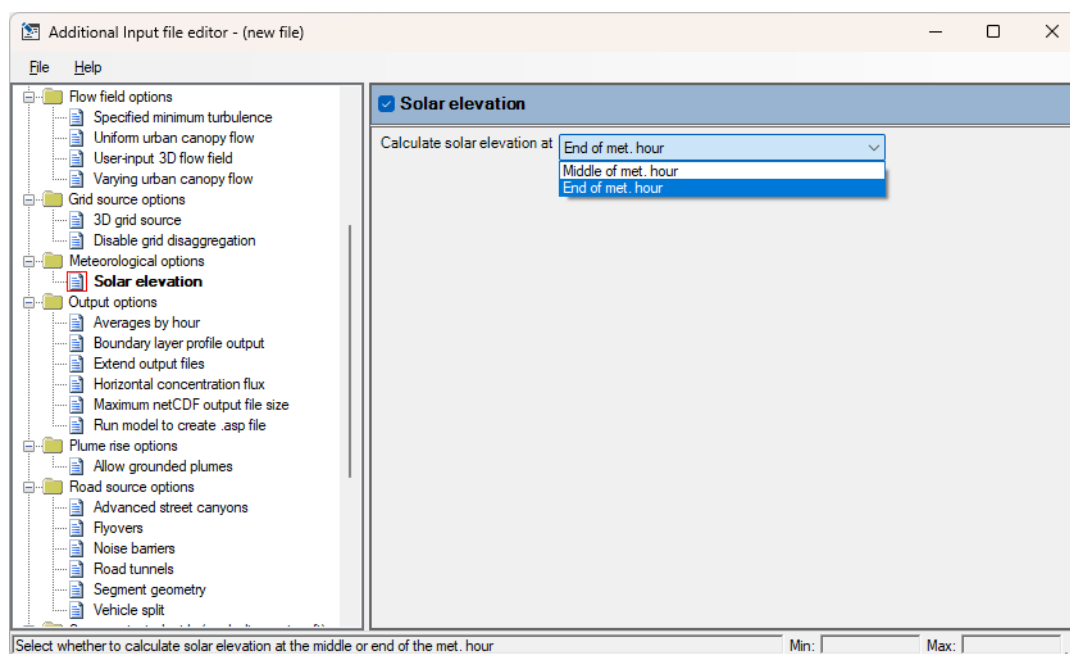 Additional Input file editor - (new file)
File Help
Flow field options
Specified minimum turbulence
Uniform urban canopy flow
User-input 3D flow field
Varying urban canopy flow
Grid source options
3D grid source
Disable grid disaggregation
Meteorological options
Solar elevation
Output options
Averages by hour
Boundary layer profile output
Extend output files
Horizontal concentration flux
Maximum netCDF output file size
Run model to create .asp file
Plume rise options
Allow grounded plumes
Road source options
Advanced street canyons
Flyovers
Noise barriers
Road tunnels
Segment geometry
Vehicle split
Solar elevation
Calculate solar elevation at End of met. hour
Middle of met. hour
End of met. hour
Select whether to calculate solar elevation at the middle or end of the met. hour Min: Max: